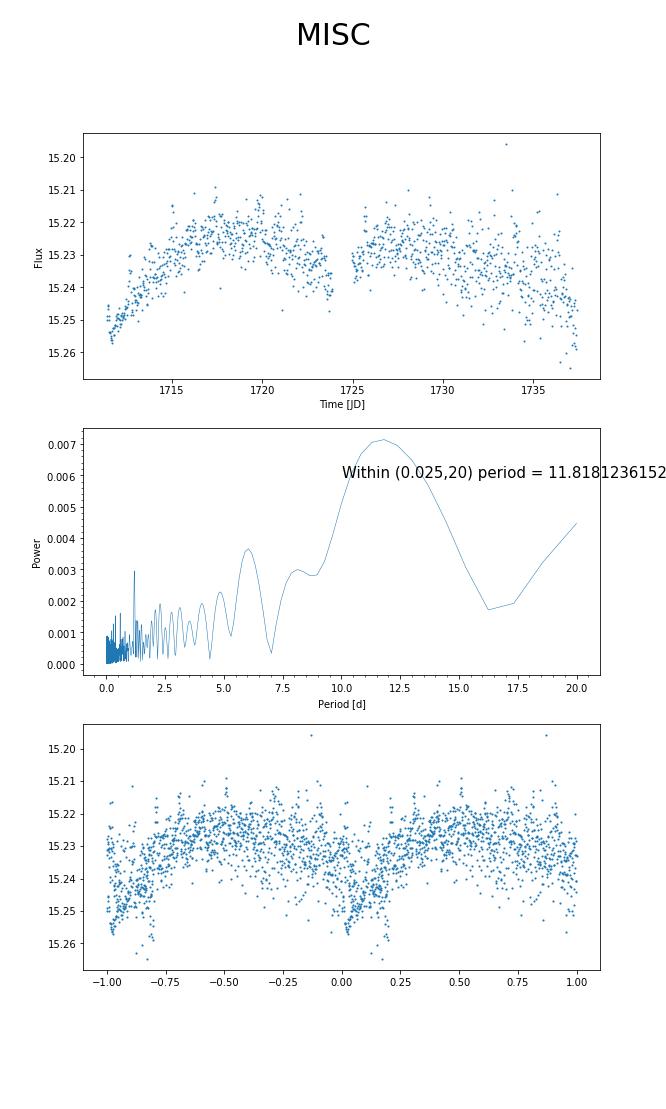 MISC
15.20
15.21
15.22
15.23
15.24
15.25
15.26
Flux
1715 1720 1725 1730 1735
Time [JD]
0.007
0.006
0.005
0.004
0.003
0.002
0.001
0.000
Power
Within (0.025,20) period = 11.8181236152
0.0 2.5 5.0 7.5 10.0 12.5 15.0 17.5 20.0
Period [d]
15.20
15.21
15.22
15.23
15.24
15.25
15.26
−1.00 −0.75 −0.50 −0.25 0.00 0.25 0.50 0.75 1.00